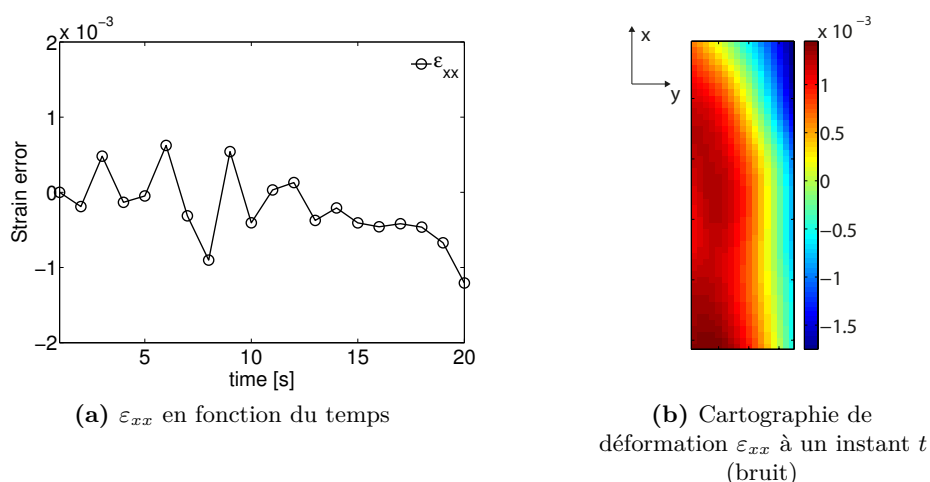 x 10⁻³
2
1
0
−1
−2
5
10
15
20
Strain error
time [s]
ε_xx
(a) ε_xx en fonction du temps
x
y
x 10⁻³
1
0.5
0
−0.5
−1
−1.5
(b) Cartographie de
déformation ε_xx à un instant t
(bruit)